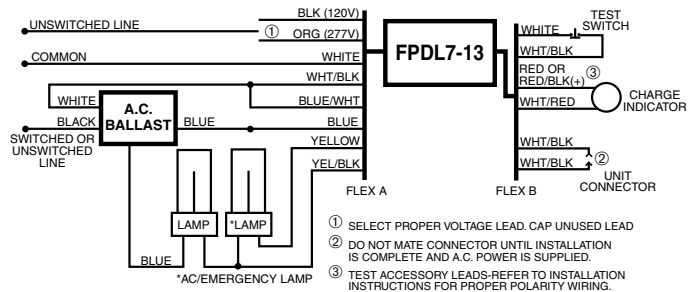 UNSWITCHED LINE
BLK (120V)
① ORG (277V)
COMMON
WHITE
WHT/BLK
WHITE
BLUE/WHT
A.C.
BALLAST
BLACK
BLUE
BLUE
SWITCHED OR
UNSWITCHED
LINE
YELLOW
YEL/BLK
FLEX A
LAMP
*LAMP
BLUE
*AC/EMERGENCY LAMP
FPDL7-13
TEST
SWITCH
WHITE
WHT/BLK
RED OR
RED/BLK(+) ③
CHARGE
INDICATOR
WHT/RED
WHT/BLK
②
WHT/BLK
UNIT
CONNECTOR
FLEX B
① SELECT PROPER VOLTAGE LEAD. CAP UNUSED LEAD
② DO NOT MATE CONNECTOR UNTIL INSTALLATION
IS COMPLETE AND A.C. POWER IS SUPPLIED.
③ TEST ACCESSORY LEADS-REFER TO INSTALLATION
INSTRUCTIONS FOR PROPER POLARITY WIRING.